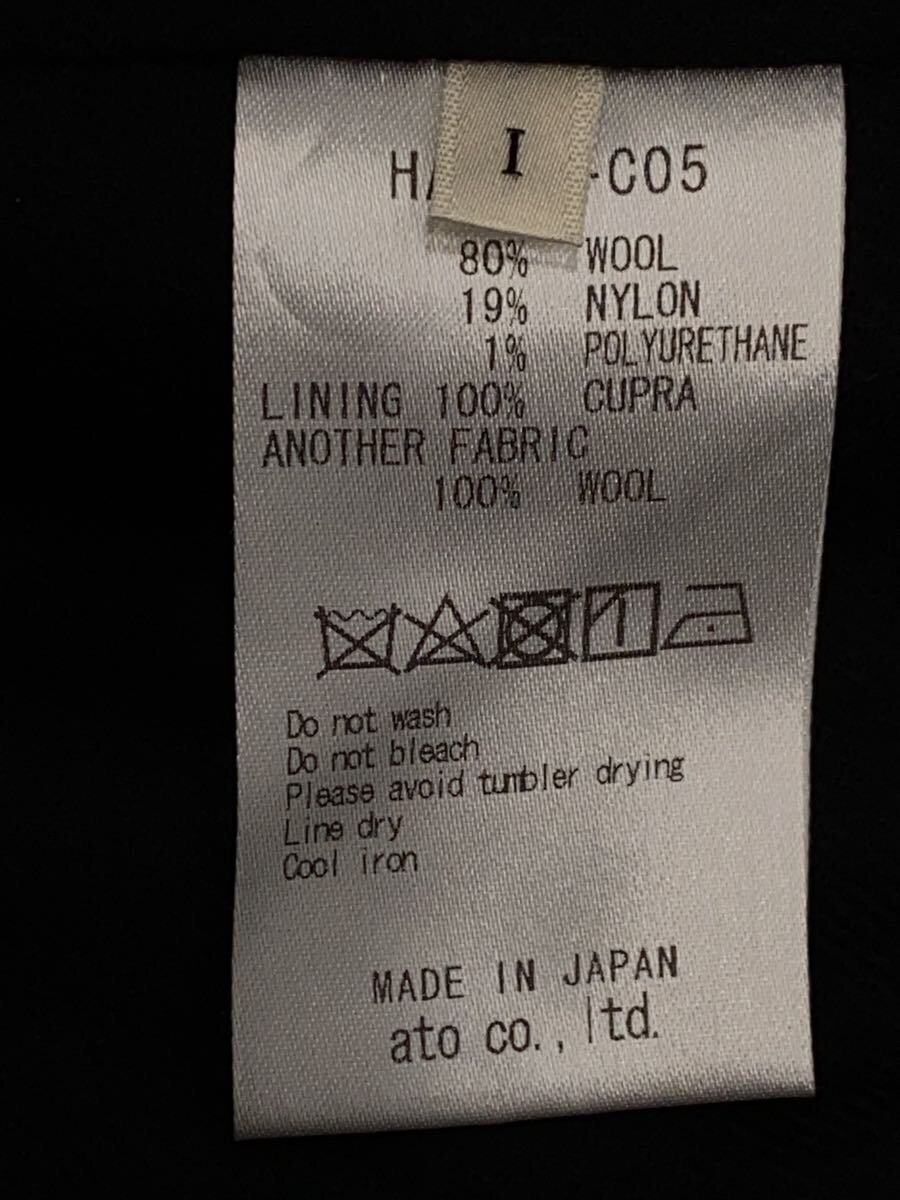 I
-C05
80% WOOL
19% NYLON
1% POLYURETHANE
LINING 100% CUPRA
ANOTHER FABRIC
100% WOOL
Do not wash
Do not bleach
Please avoid tumbler drying
Line dry
Cool iron
MADE IN JAPAN
ato co., ltd.